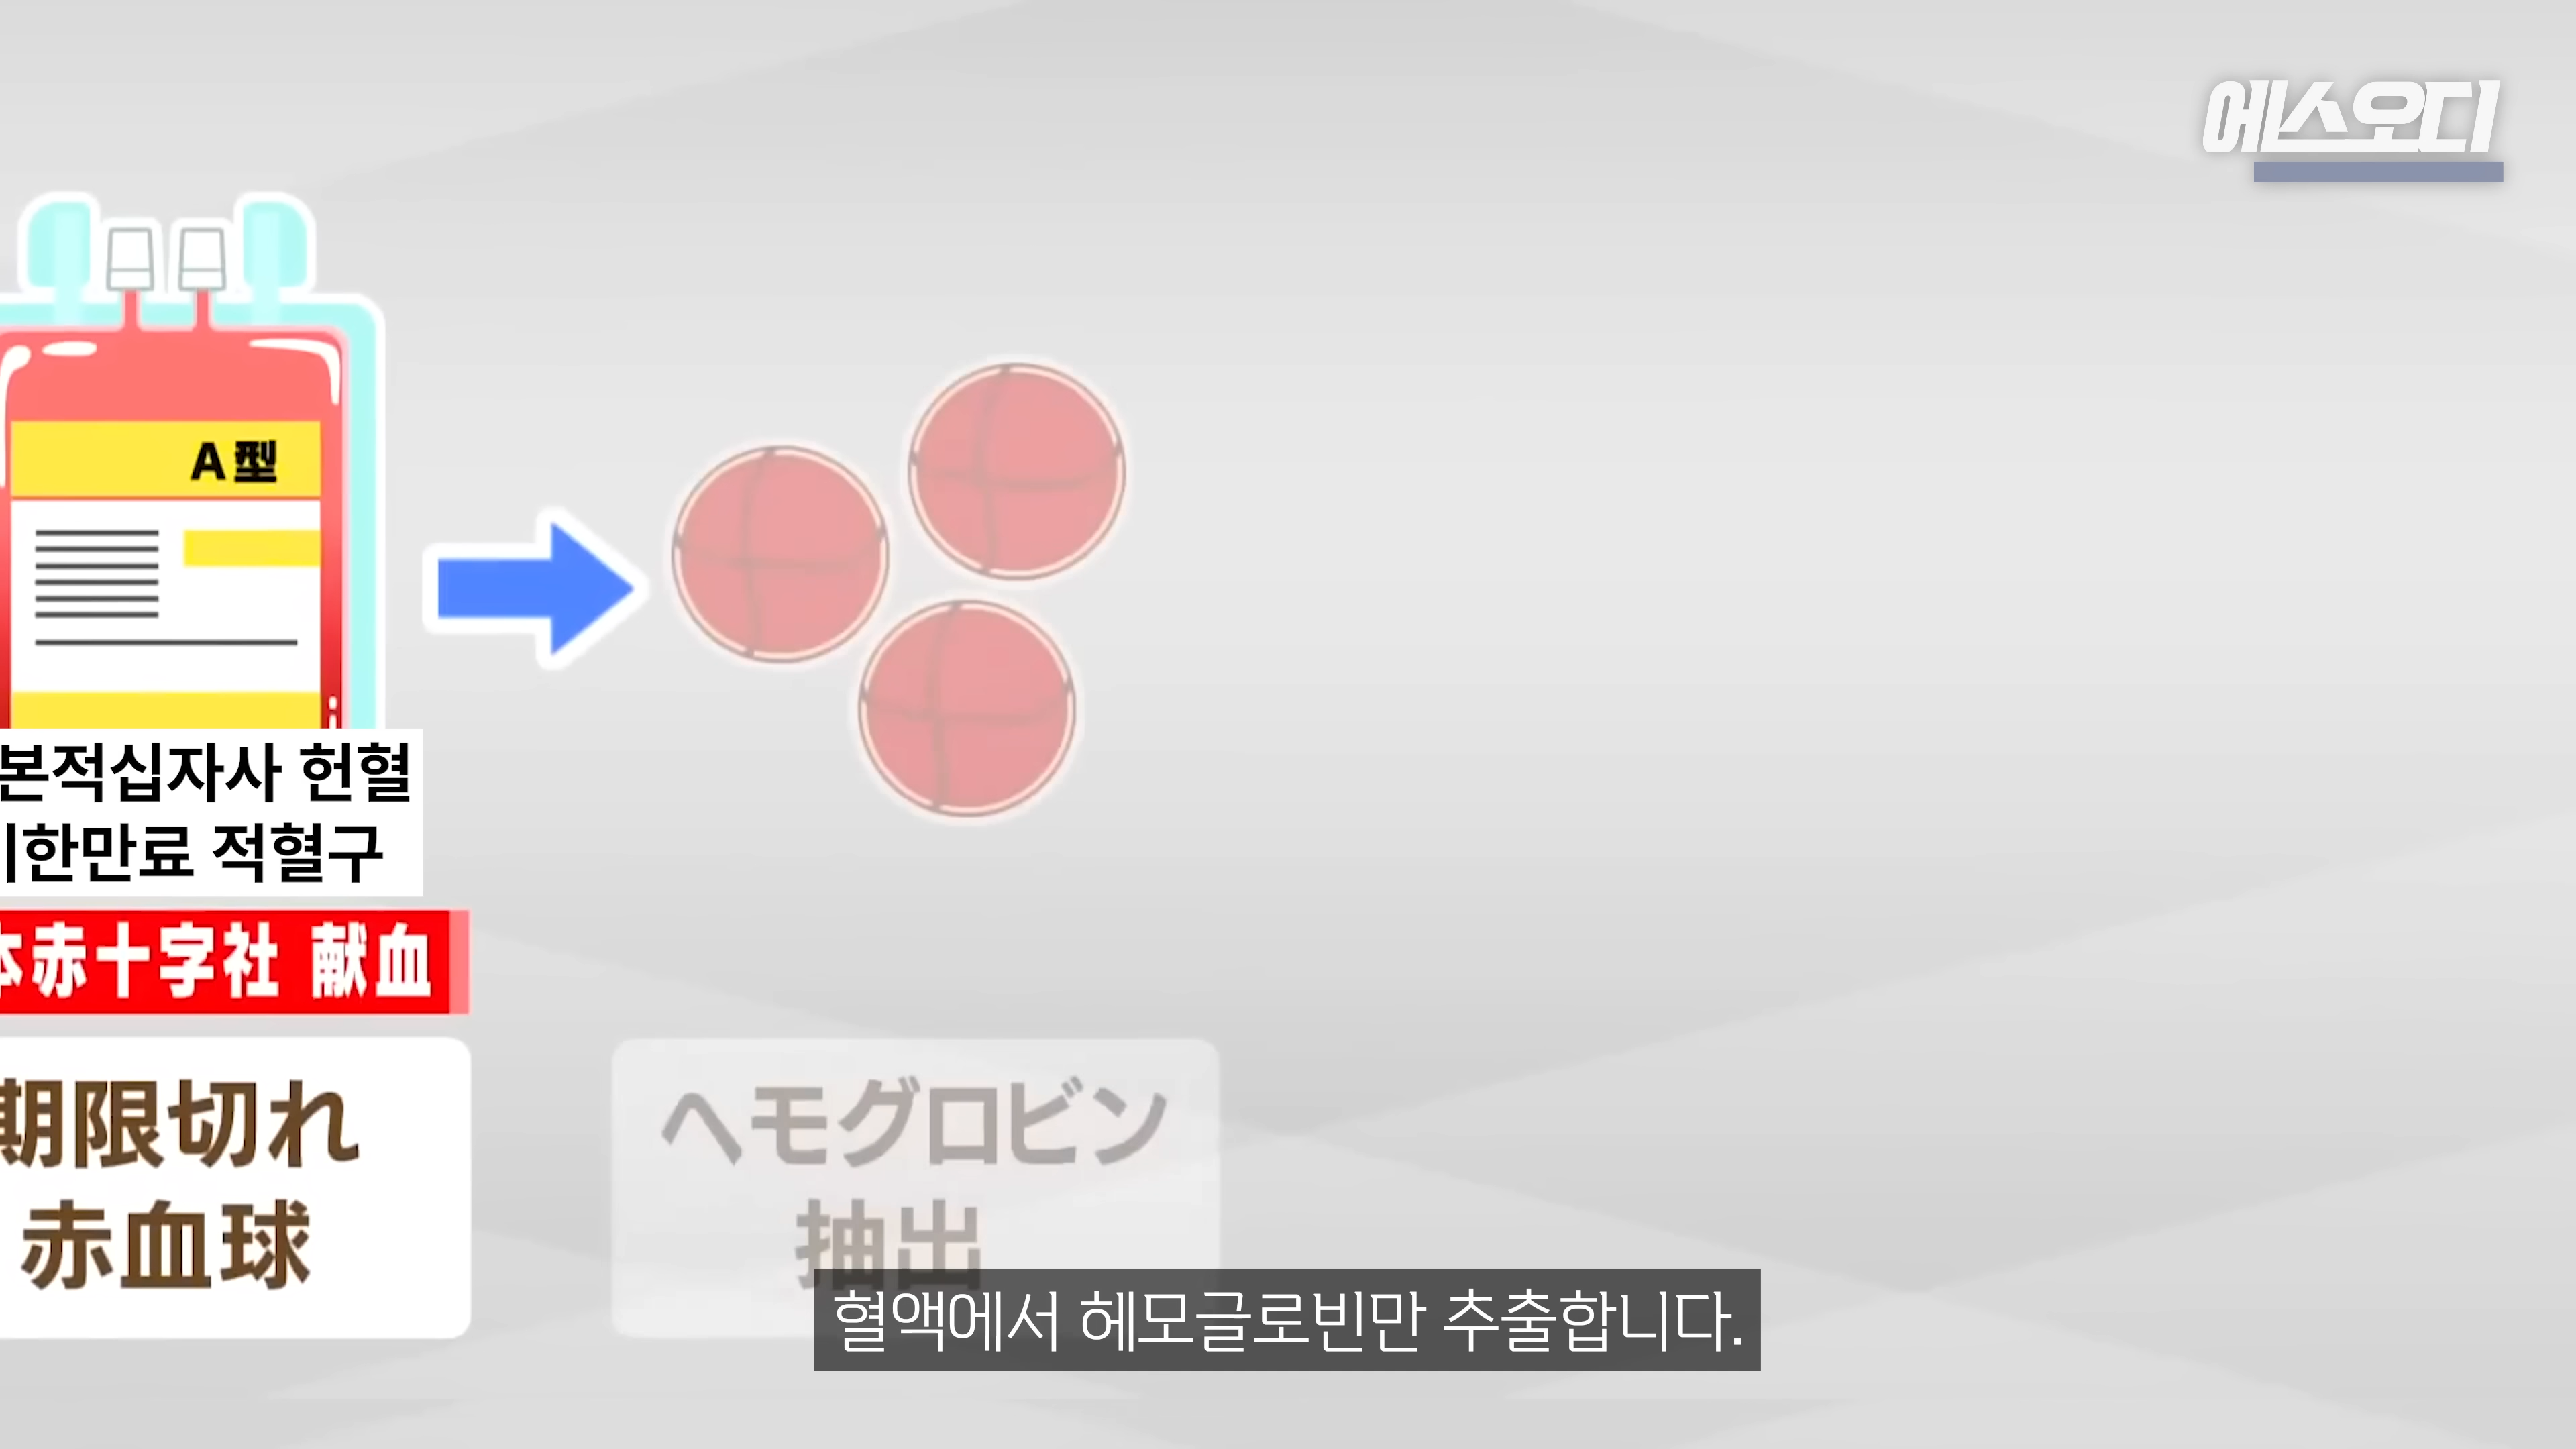 에스오디
A型
본적십자사 헌혈
한만료 적혈구
赤十字社 献血
期限切れ
赤血球
ヘモグロビン
抽出
혈액에서 헤모글로빈만 추출합니다.